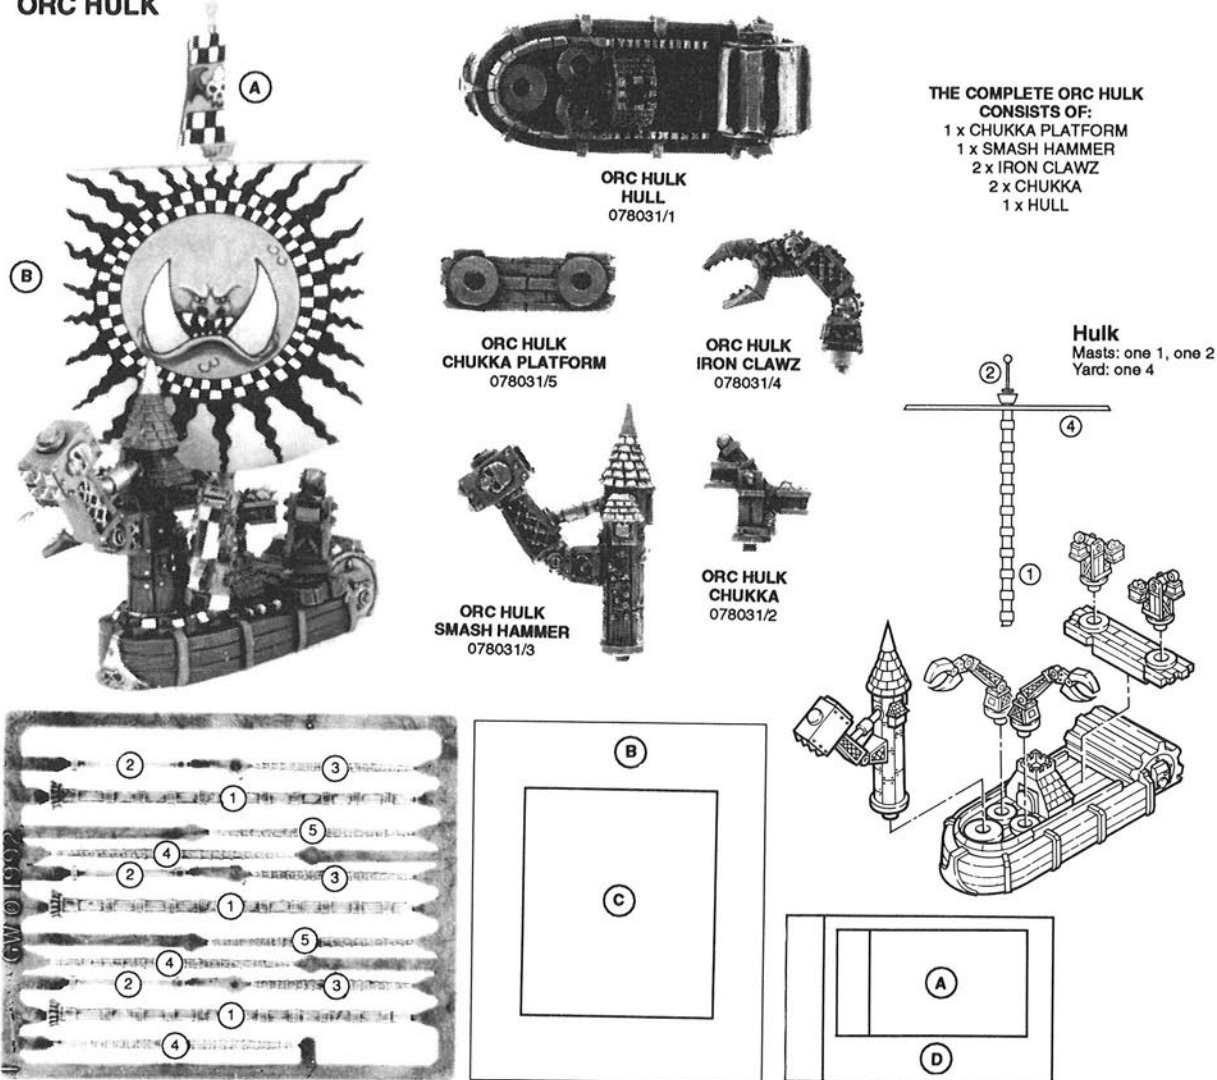 ORC HULK
A
B
ORC HULK
HULL
078031/1
THE COMPLETE ORC HULK
CONSISTS OF:
1 x CHUKKA PLATFORM
1 x SMASH HAMMER
2 x IRON CLAWZ
2 x CHUKKA
1 x HULL
ORC HULK
CHUKKA PLATFORM
078031/5
ORC HULK
IRON CLAWZ
078031/4
Hulk
Masts: one 1, one 2
Yard: one 4
2
4
1
ORC HULK
SMASH HAMMER
078031/3
ORC HULK
CHUKKA
078031/2
2
3
1
5
4
2
3
1
5
4
2
3
1
4
GW © 1992
B
C
A
D